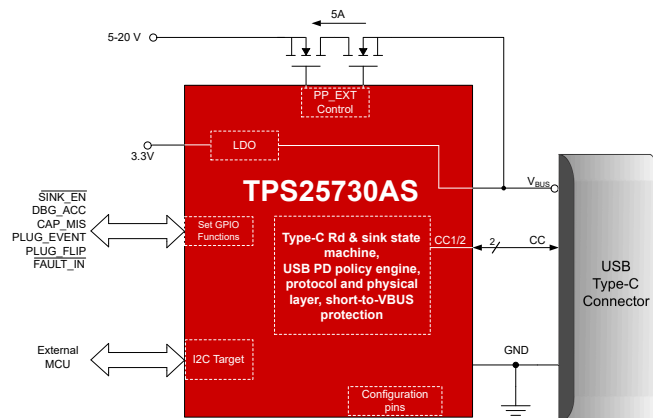 5A
5-20 V
PP_EXT
Control
3.3V
LDO
TPS25730AS
V_BUS
SINK_EN
DBG_ACC
CAP_MIS
PLUG_EVENT
PLUG_FLIP
FAULT_IN
Set GPIO
Functions
Type-C Rd & sink state
machine,
USB PD policy engine,
protocol and physical
layer, short-to-VBUS
protection
CC1/2
2
CC
USB
Type-C
Connector
External
MCU
I2C Target
GND
Configuration
pins